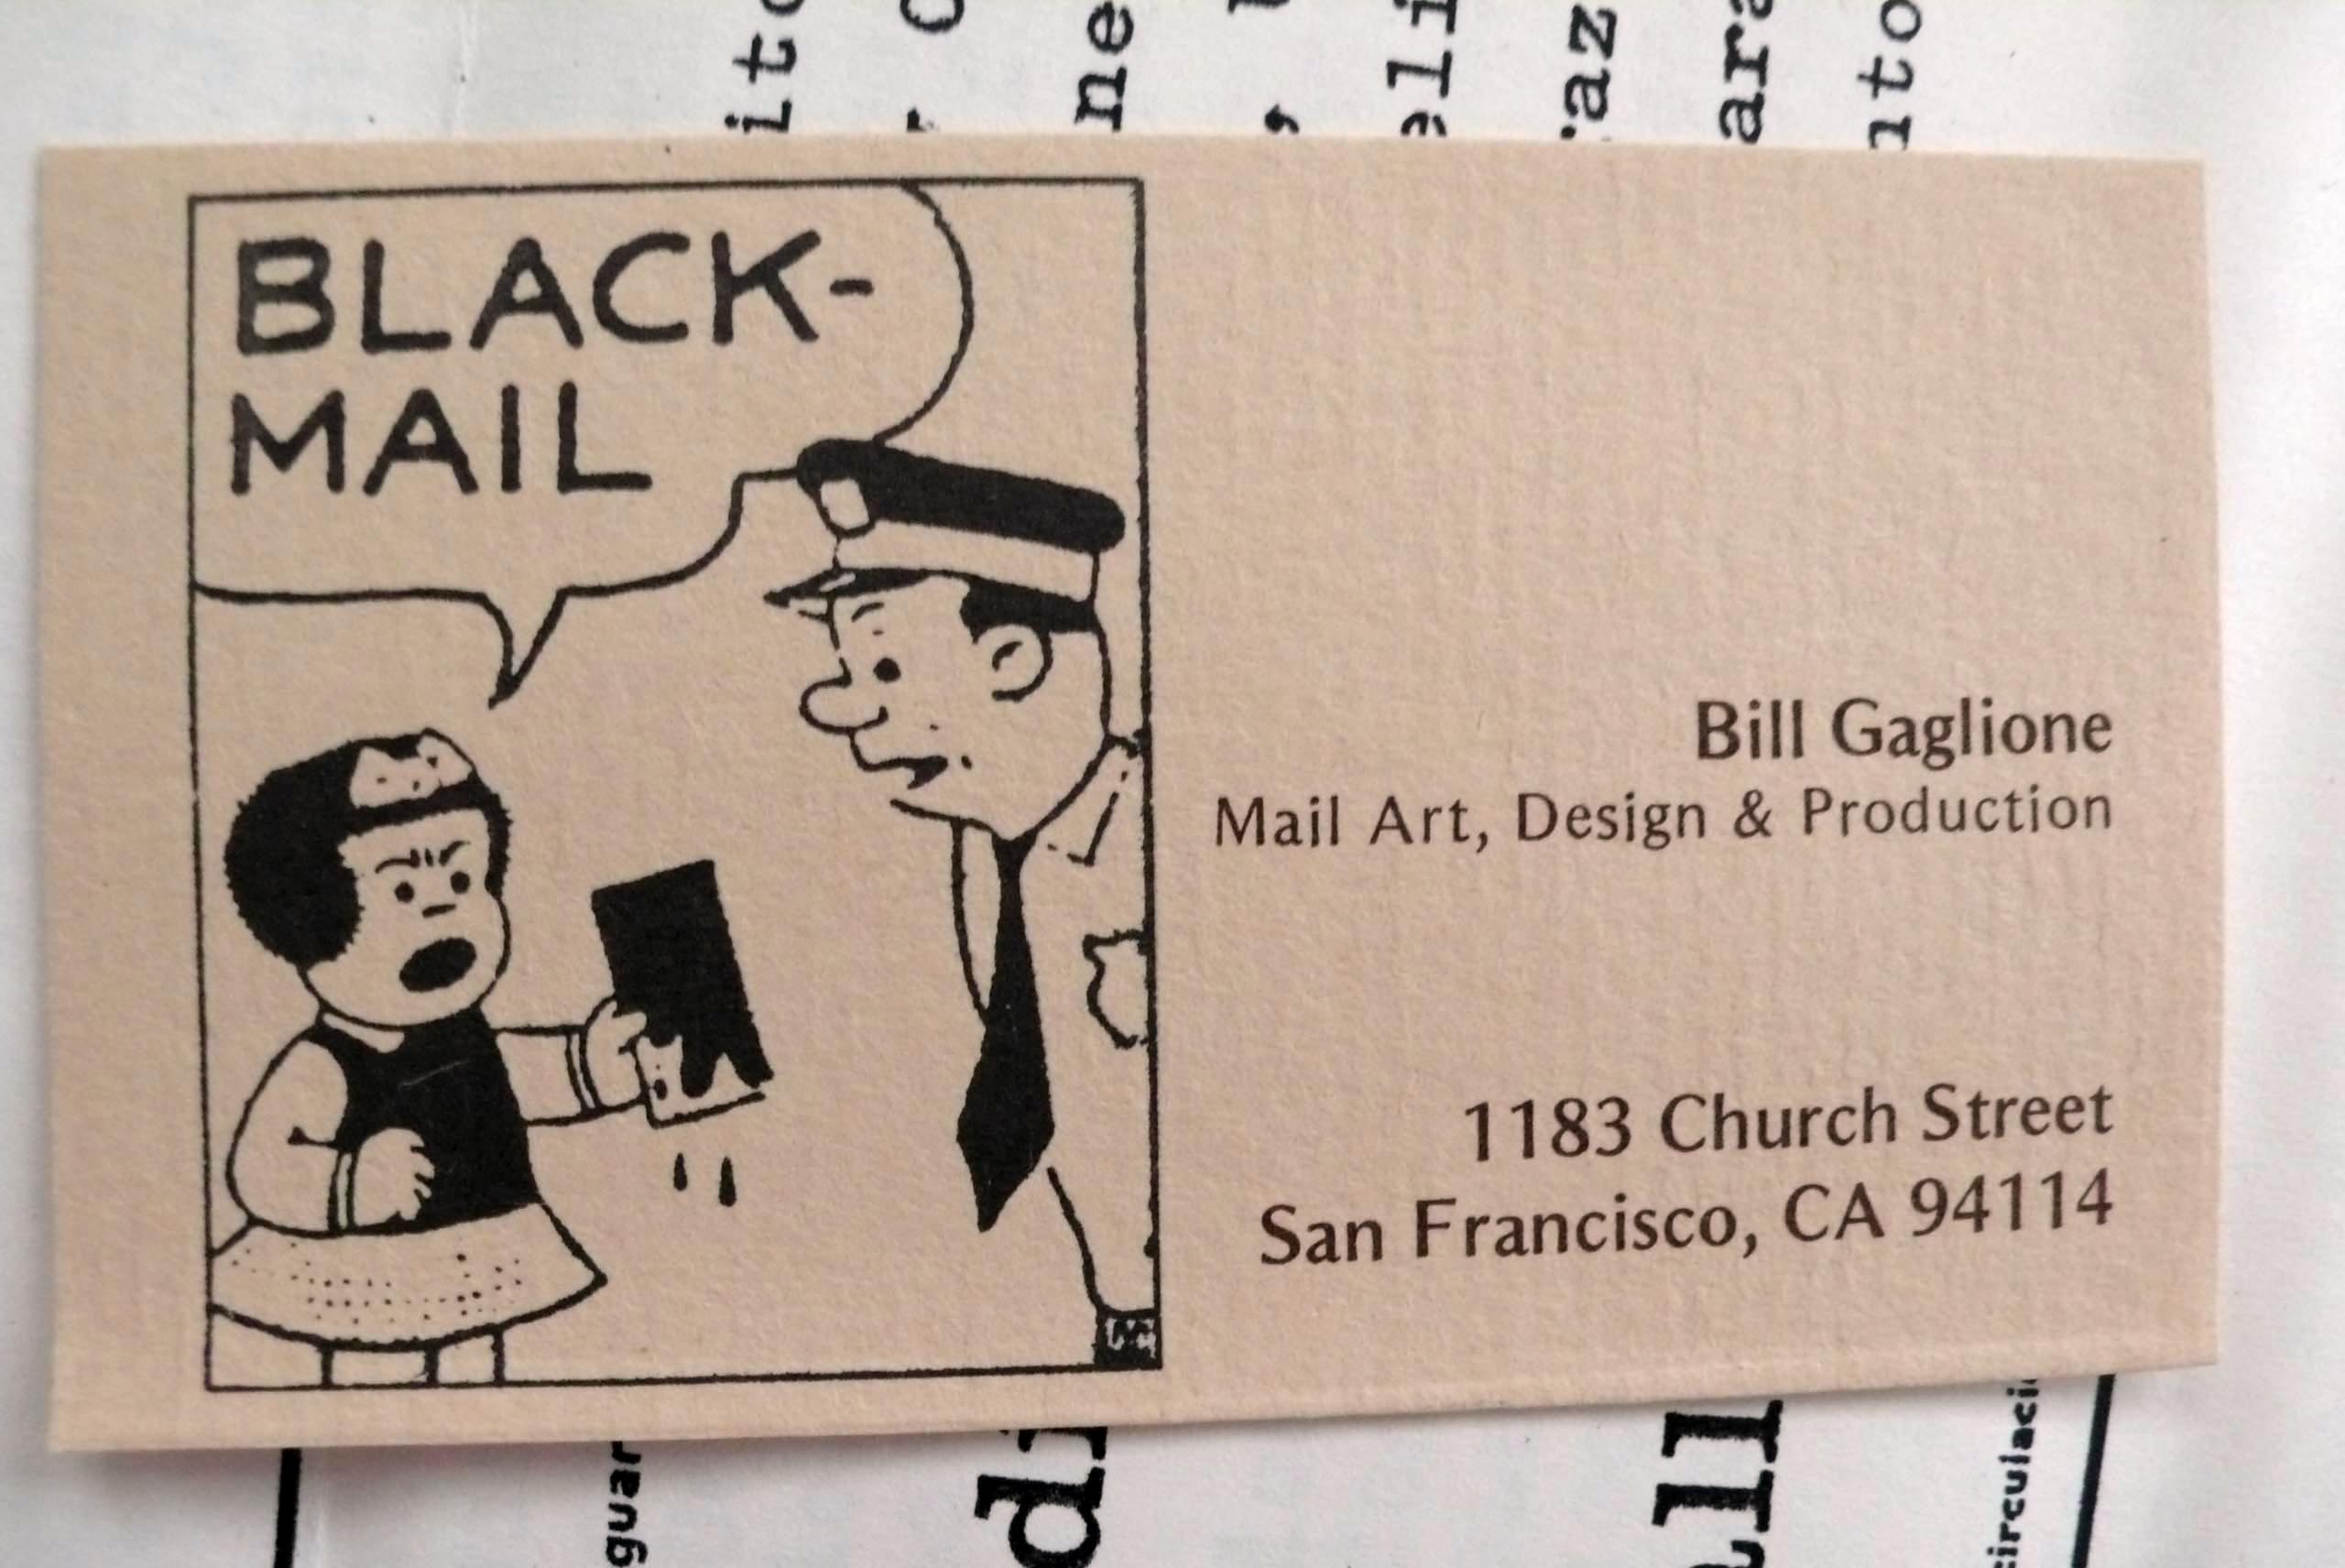 BLACK-
MAIL
Bill Gaglione
Mail Art, Design & Production
1183 Church Street
San Francisco, CA 94114